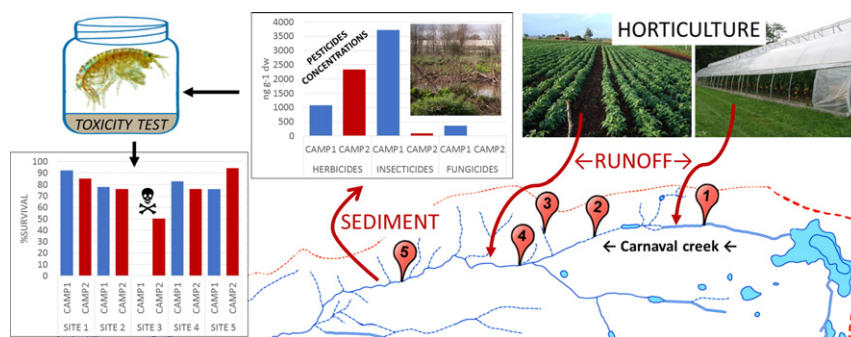 TOXICITY TEST
PESTICIDES
CONCENTRATIONS
ng g-1 dw
4000
3500
3000
2500
2000
1500
1000
500
0
CAMP1 CAMP2 CAMP1 CAMP2 CAMP1 CAMP2
HERBICIDES INSECTICIDES FUNGICIDES
HORTICULTURE
←RUNOFF→
%SURVIVAL
100
90
80
70
60
50
40
30
20
10
0
CAMP1 CAMP2 CAMP1 CAMP2 CAMP1 CAMP2 CAMP1 CAMP2 CAMP1 CAMP2
SITE 1 SITE 2 SITE 3 SITE 4 SITE 5
SEDIMENT
5
4
3
2
1
← Carnaval creek ←